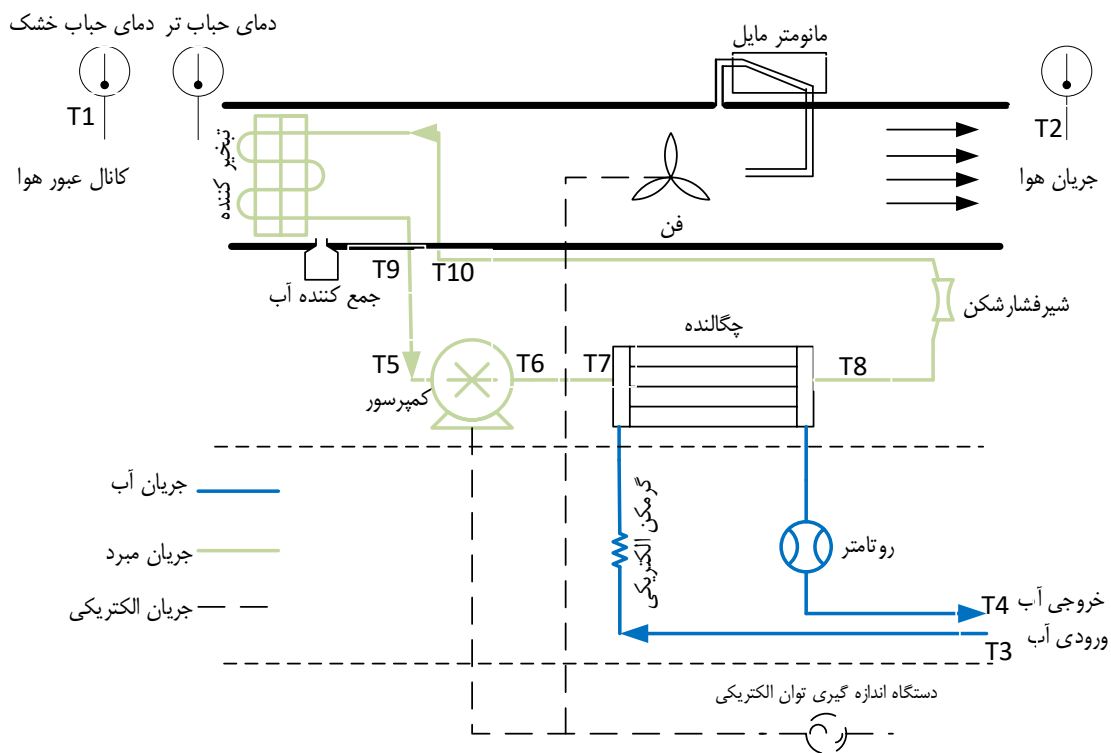 دمای حباب تر
دمای حباب خشک
مانومتر مایل
T1
T2
تبخیر کننده
کانال عبور هوا
جریان هوا
فن
T9
T10
جمع کننده آب
شیرفشارشکن
چگالنده
T5
T6
T7
T8
کمپرسور
جریان آب
گرمکن الکتریکی
روتامتر
جریان مبرد
جریان الکتریکی
T4
خروجی آب
ورودی آب
T3
دستگاه اندازه گیری توان الکتریکی